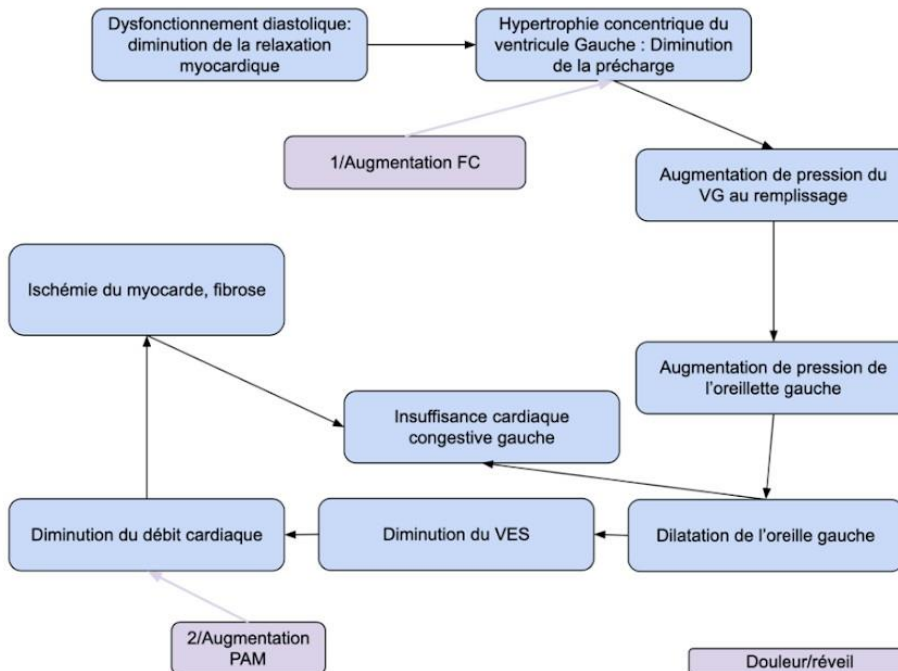 Dysfonctionnement diastolique:
diminution de la relaxation
myocardique
Hypertrophie concentrique du
ventricule Gauche : Diminution
de la précharge
1/Augmentation FC
Augmentation de pression du
VG au remplissage
Ischémie du myocarde, fibrose
Augmentation de pression de
l'oreillette gauche
Insuffisance cardiaque
congestive gauche
Diminution du débit cardiaque
Diminution du VES
Dilatation de l'oreille gauche
2/Augmentation
PAM
Douleur/réveil